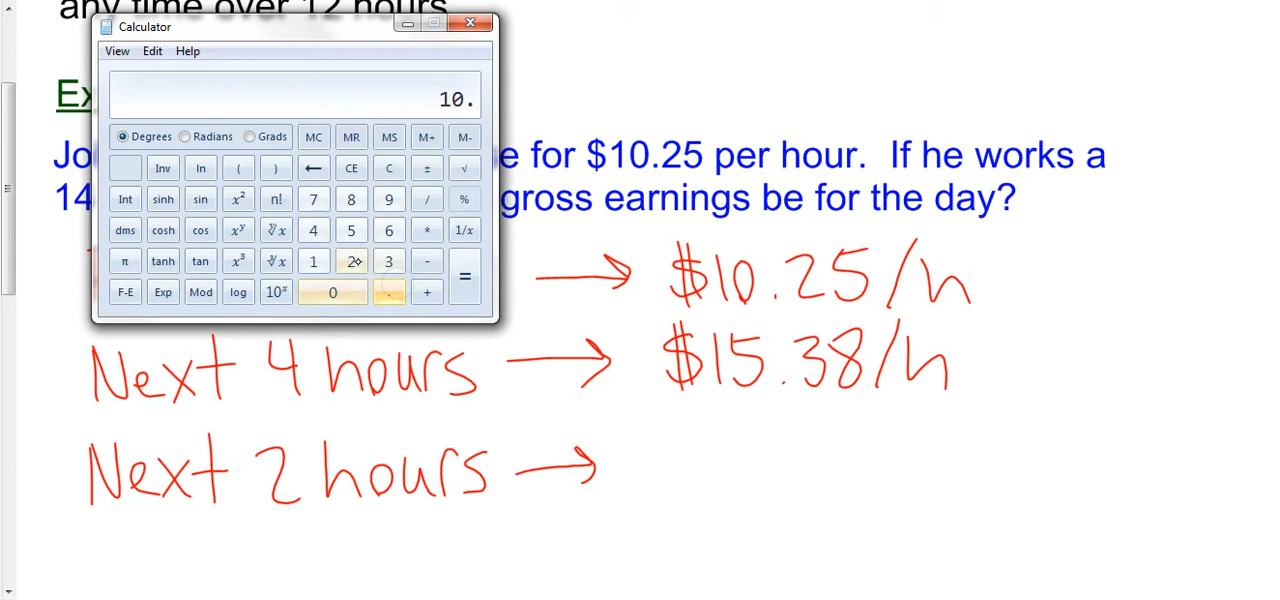 any time over 12 hours
Calculator
View Edit Help
Ex
10.
Degrees Radians Grads MC MR MS M+ M-
Jo e for $10.25 per hour. If he works a
Inv ln ( ) ← CE C ± √
14 gross earnings be for the day?
Int sinh sin x² n! 7 8 9 / %
dms cosh cos xʸ ʸ√x 4 5 6 * 1/x
π tanh tan x³ ³√x 1 2 3 - =
→ $10.25/h
F-E Exp Mod log 10ˣ 0 . +
Next 4 hours → $15.38/h
Next 2 hours →